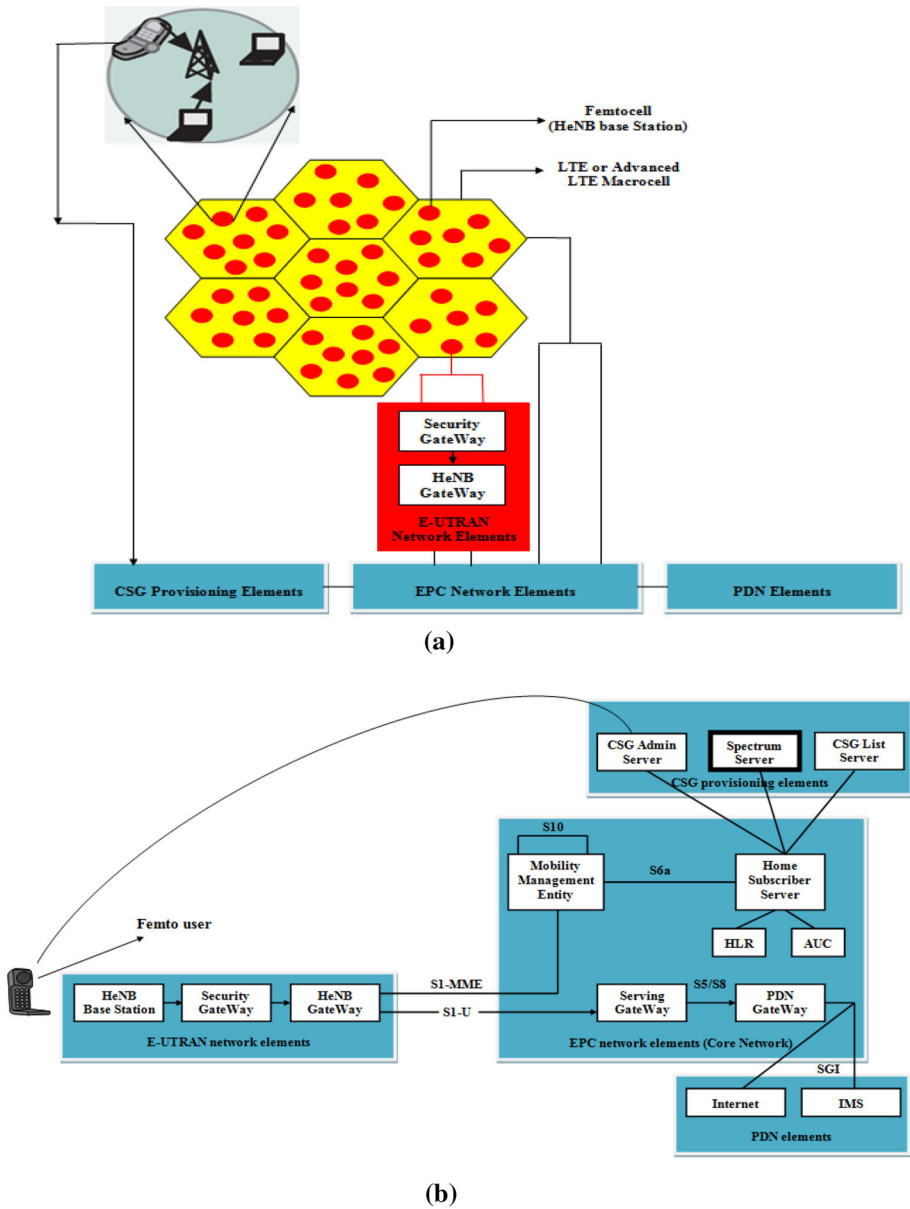 Femtocell
(HeNB base Station)
LTE or Advanced
LTE Macrocell
Security
GateWay
HeNB
GateWay
E-UTRAN
Network Elements
CSG Provisioning Elements
EPC Network Elements
PDN Elements
(a)
CSG Admin
Server
Spectrum
Server
CSG List
Server
CSG provisioning elements
S10
Mobility
Management
Entity
S6a
Home
Subscriber
Server
HLR
AUC
Femto user
S1-MME
HeNB
Base Station
Security
GateWay
HeNB
GateWay
S1-U
E-UTRAN network elements
Serving
GateWay
S5/S8
PDN
GateWay
EPC network elements (Core Network)
SGI
Internet
IMS
PDN elements
(b)